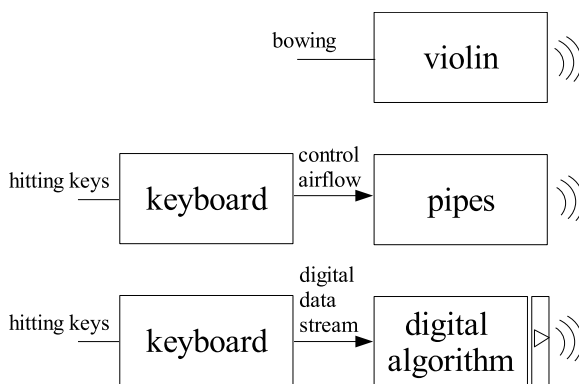 bowing
violin
hitting keys
keyboard
control
airflow
pipes
hitting keys
keyboard
digital
data
stream
digital
algorithm